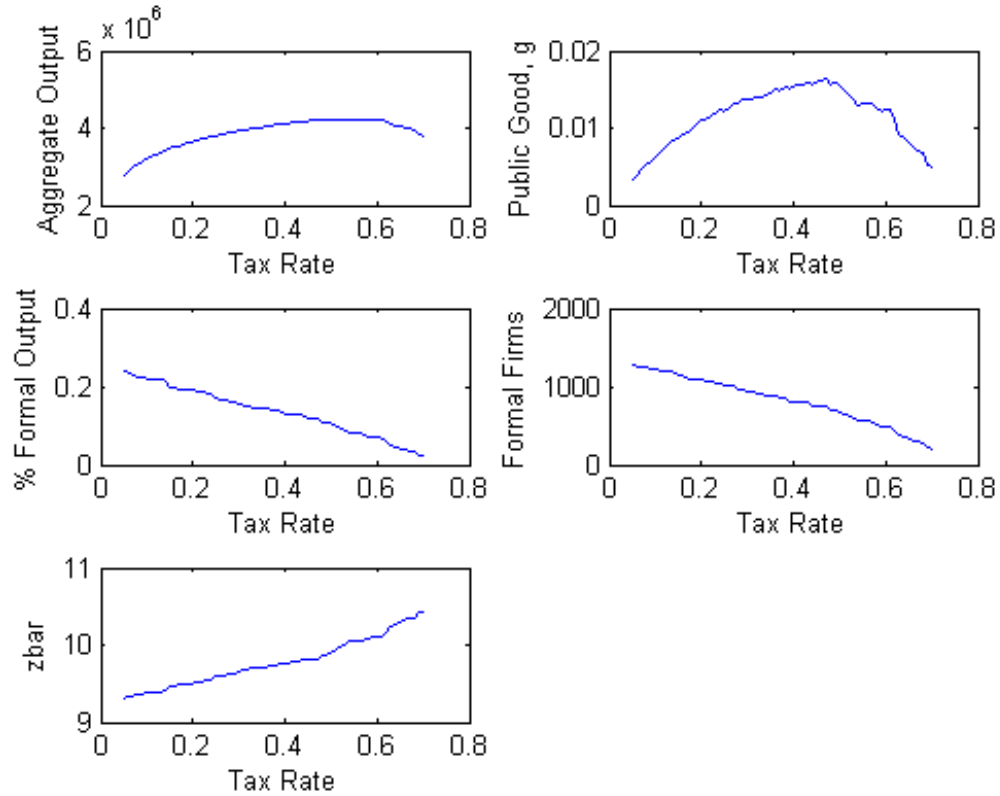 x 10^6
6
4
2
0 0.2 0.4 0.6 0.8
Aggregate Output
Tax Rate
0.02
0.01
0
0 0.2 0.4 0.6 0.8
Public Good, g
Tax Rate
0.4
0.2
0
0 0.2 0.4 0.6 0.8
% Formal Output
Tax Rate
2000
1000
0
0 0.2 0.4 0.6 0.8
Formal Firms
Tax Rate
11
10
9
0 0.2 0.4 0.6 0.8
zbar
Tax Rate